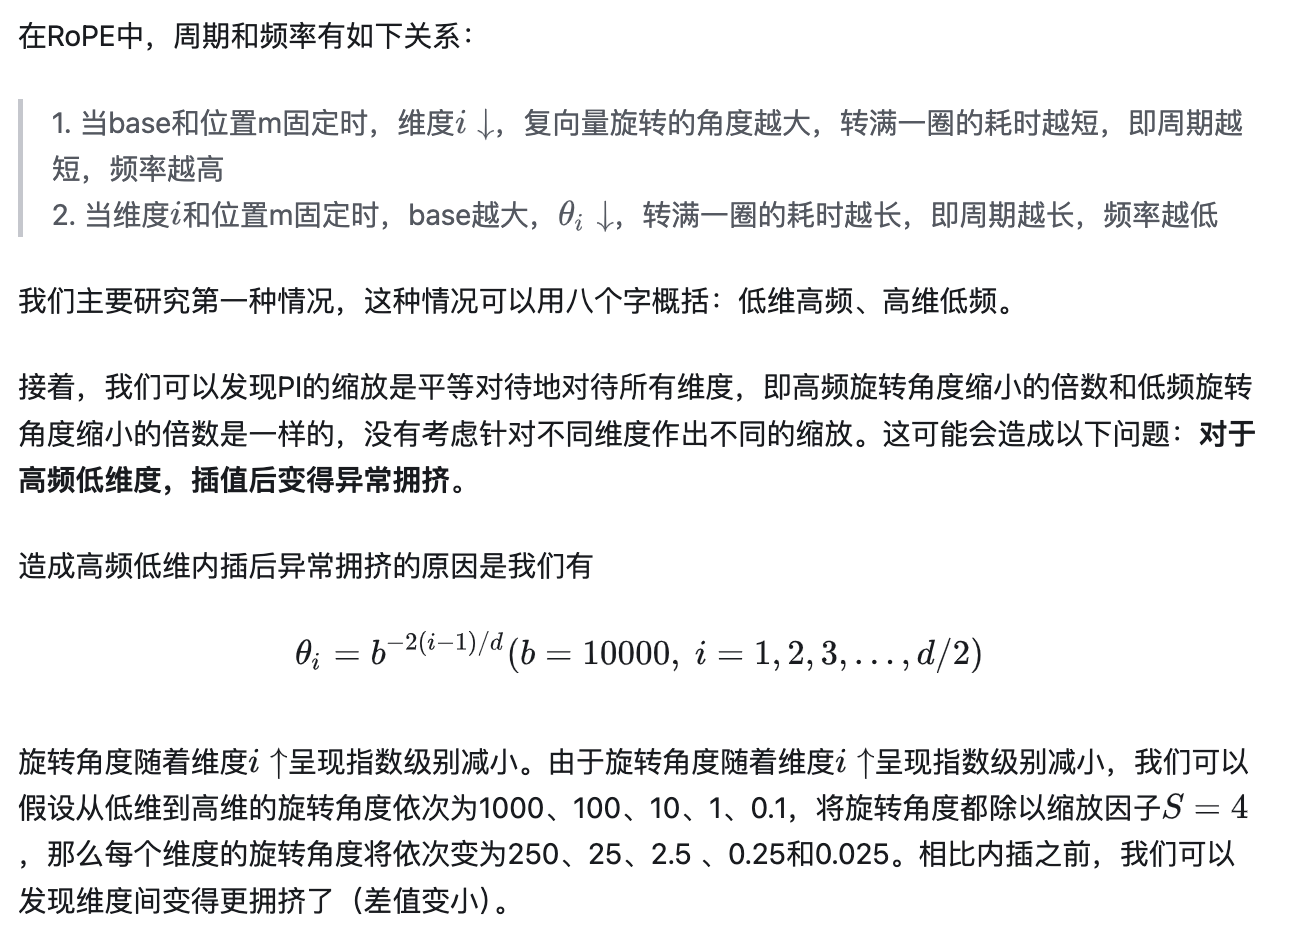 在RoPE中，周期和频率有如下关系：
1. 当base和位置m固定时，维度i ↓，复向量旋转的角度越大，转满一圈的耗时越短，即周期越
短，频率越高
2. 当维度i和位置m固定时，base越大，θ_i ↓，转满一圈的耗时越长，即周期越长，频率越低
我们主要研究第一种情况，这种情况可以用八个字概括：低维高频、高维低频。
接着，我们可以发现PI的缩放是平等对待地对待所有维度，即高频旋转角度缩小的倍数和低频旋转
角度缩小的倍数是一样的，没有考虑针对不同维度作出不同的缩放。这可能会造成以下问题：对于
高频低维度，插值后变得异常拥挤。
造成高频低维内插后异常拥挤的原因是我们有
θ_i = b^{-2(i-1)/d}(b = 10000, i = 1, 2, 3, ..., d/2)
旋转角度随着维度i ↑呈现指数级别减小。由于旋转角度随着维度i ↑呈现指数级别减小，我们可以
假设从低维到高维的旋转角度依次为1000、100、10、1、0.1，将旋转角度都除以缩放因子S = 4
，那么每个维度的旋转角度将依次变为250、25、2.5 、0.25和0.025。相比内插之前，我们可以
发现维度间变得更拥挤了（差值变小）。